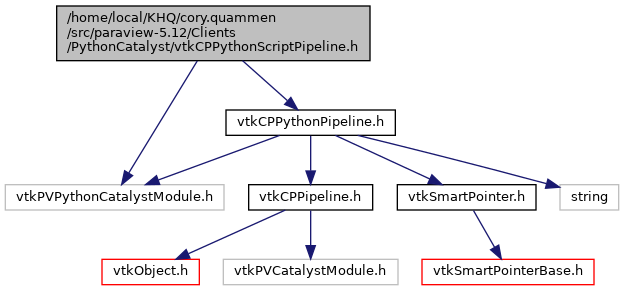 /home/local/KHQ/cory.quammen
/src/paraview-5.12/Clients
/PythonCatalyst/vtkCPPythonScriptPipeline.h
vtkCPPythonPipeline.h
vtkPVPythonCatalystModule.h
vtkCPPipeline.h
vtkSmartPointer.h
string
vtkObject.h
vtkPVCatalystModule.h
vtkSmartPointerBase.h